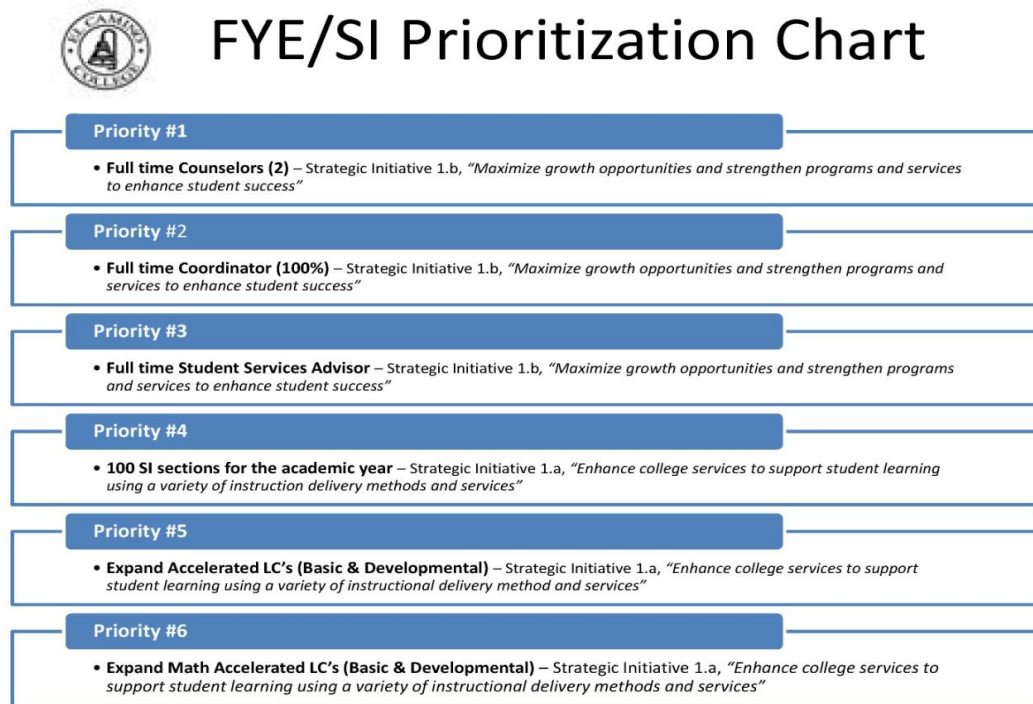 EL CAMINO COLLEGE
FYE/SI Prioritization Chart
Priority #1
• Full time Counselors (2) – Strategic Initiative 1.b, “Maximize growth opportunities and strengthen programs and services
to enhance student success”
Priority #2
• Full time Coordinator (100%) – Strategic Initiative 1.b, “Maximize growth opportunities and strengthen programs and
services to enhance student success”
Priority #3
• Full time Student Services Advisor – Strategic Initiative 1.b, “Maximize growth opportunities and strengthen programs
and services to enhance student success”
Priority #4
• 100 SI sections for the academic year – Strategic Initiative 1.a, “Enhance college services to support student learning
using a variety of instruction delivery methods and services”
Priority #5
• Expand Accelerated LC’s (Basic & Developmental) – Strategic Initiative 1.a, “Enhance college services to support
student learning using a variety of instructional delivery method and services”
Priority #6
• Expand Math Accelerated LC’s (Basic & Developmental) – Strategic Initiative 1.a, “Enhance college services to
support student learning using a variety of instructional delivery methods and services”